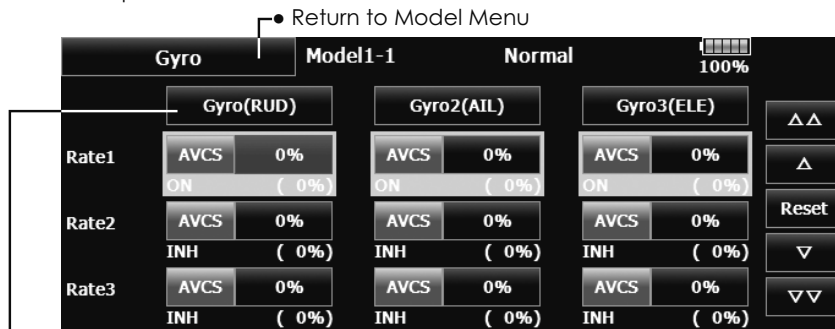 ● Return to Model Menu
Gyro Model1-1 Normal 100%
Gyro(RUD) Gyro2(AIL) Gyro3(ELE)
Rate1 AVCS 0% AVCS 0% AVCS 0%
ON ( 0%) ON ( 0%) ON ( 0%)
Rate2 AVCS 0% AVCS 0% AVCS 0% Reset
INH ( 0%) INH ( 0%) INH ( 0%)
Rate3 AVCS 0% AVCS 0% AVCS 0%
INH ( 0%) INH ( 0%) INH ( 0%)